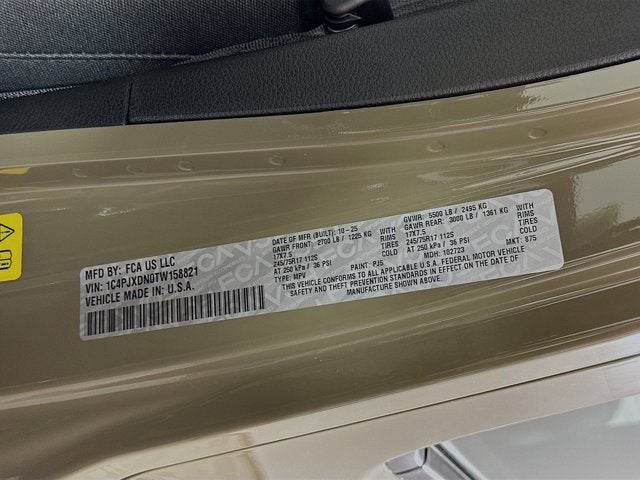 MFD BY: FCA US LLC
VIN: 1C4PJXDN0TW158821
VEHICLE MADE IN: U.S.A.
DATE OF MFR (BUILT): 10-25
GAWR FRONT: 2700 LB / 1225 KG WITH
17X7.5 RIMS
245/75R17 112S TIRES
AT 250 kPa / 36 PSI COLD
TYPE: MPV PAINT: PJ5
GVWR: 5500 LB / 2495 KG
GAWR REAR: 3000 LB / 1361 KG WITH
17X7.5 RIMS
245/75R17 112S TIRES
AT 250 kPa / 36 PSI COLD
MDH: 102723 MKT: 875
THIS VEHICLE CONFORMS TO ALL APPLICABLE U.S.A. FEDERAL MOTOR VEHICLE
SAFETY, BUMPER, AND THEFT PREVENTION STANDARDS IN EFFECT ON THE DATE OF
MANUFACTURE SHOWN ABOVE.